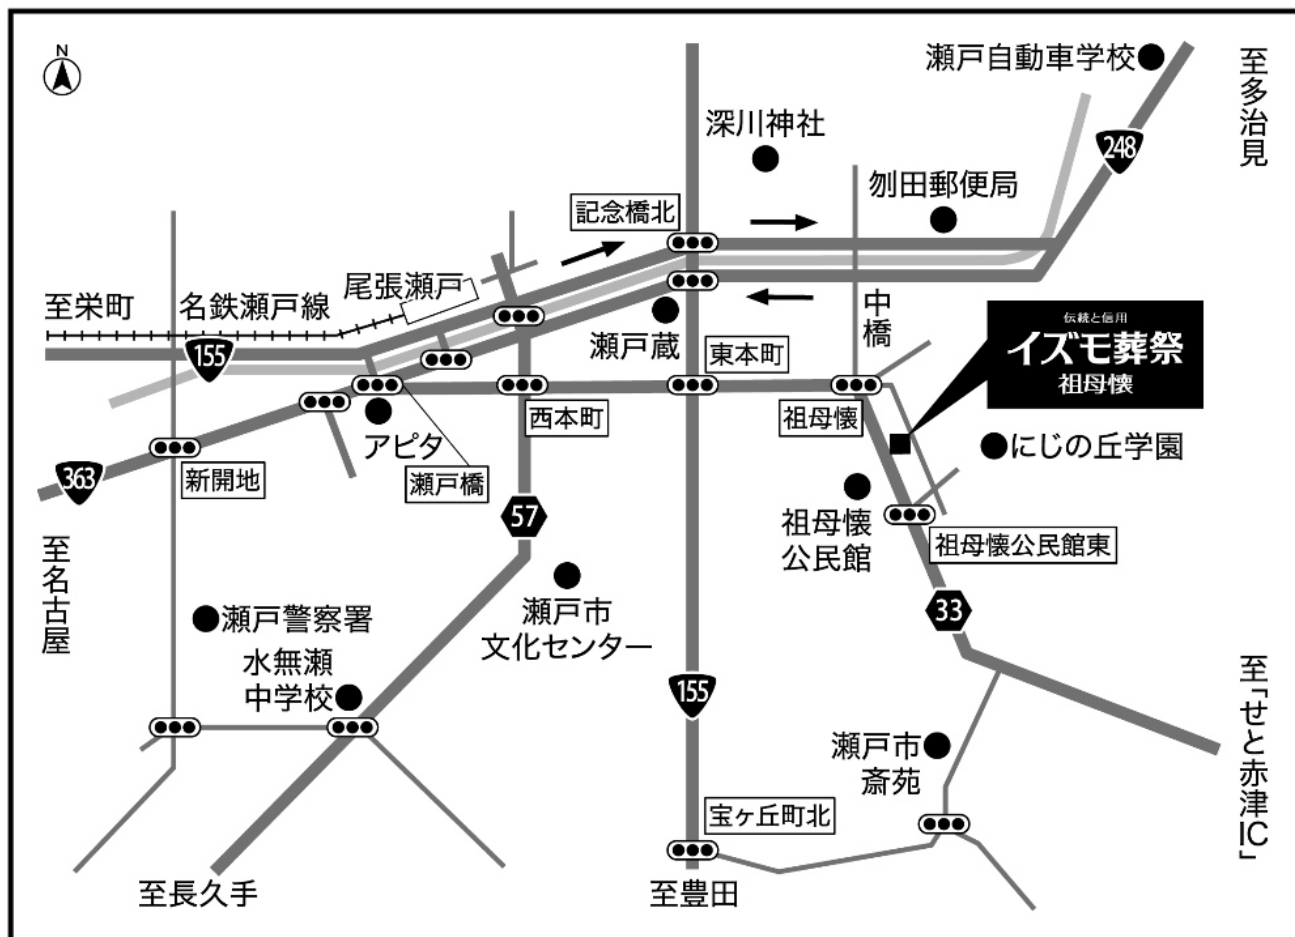 N
瀬戸自動車学校
至多治見
248
深川神社
刎田郵便局
記念橋北
尾張瀬戸
至栄町
名鉄瀬戸線
155
中橋
伝統と信用
イズモ葬祭
祖母懐
瀬戸蔵
東本町
祖母懐
西本町
アピタ
瀬戸橋
新開地
363
にじの丘学園
57
祖母懐
公民館
祖母懐公民館東
至名古屋
33
瀬戸市
文化センター
瀬戸警察署
水無瀬
中学校
155
至「せと赤津IC」
瀬戸市
斎苑
宝ヶ丘町北
至長久手
至豊田